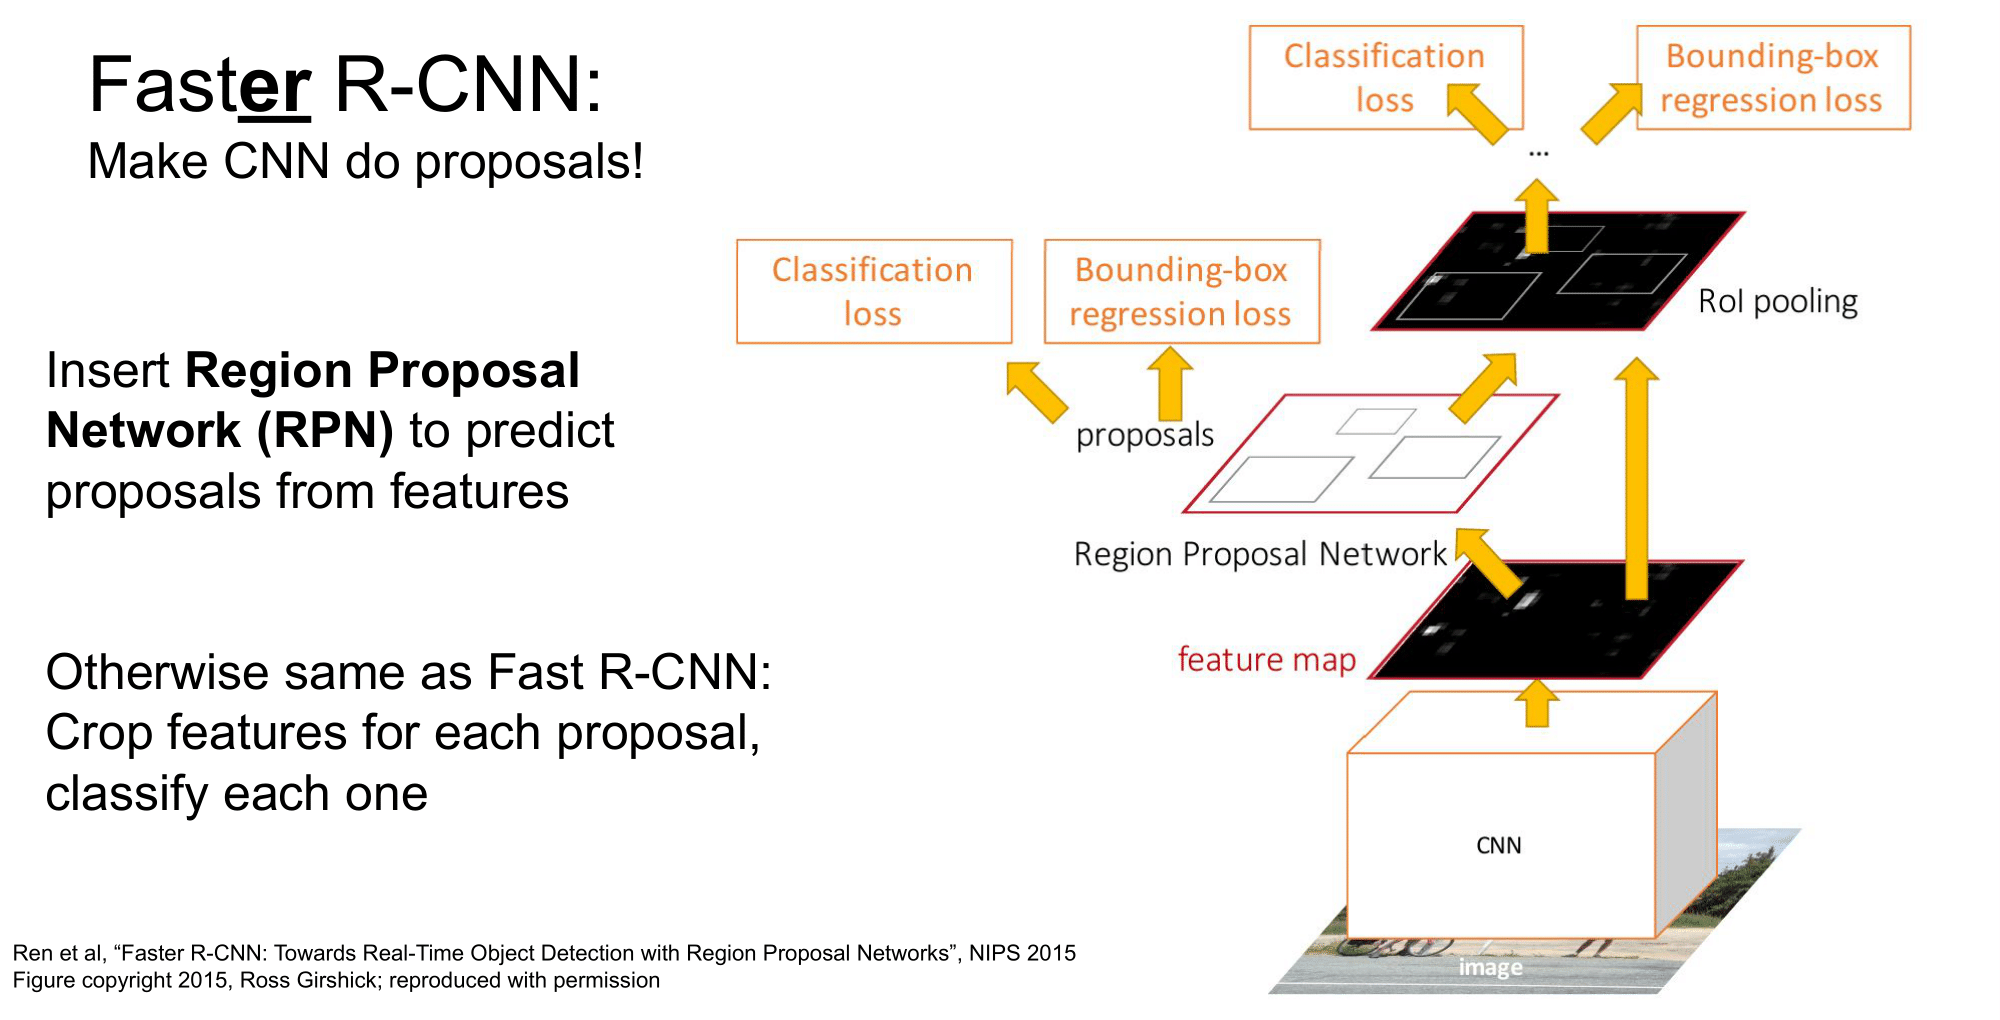 Faster R-CNN:
Make CNN do proposals!
Insert Region Proposal
Network (RPN) to predict
proposals from features
Otherwise same as Fast R-CNN:
Crop features for each proposal,
classify each one
Classification
loss
Bounding-box
regression loss
...
RoI pooling
Classification
loss
Bounding-box
regression loss
proposals
Region Proposal Network
feature map
CNN
image
Ren et al, “Faster R-CNN: Towards Real-Time Object Detection with Region Proposal Networks”, NIPS 2015
Figure copyright 2015, Ross Girshick; reproduced with permission